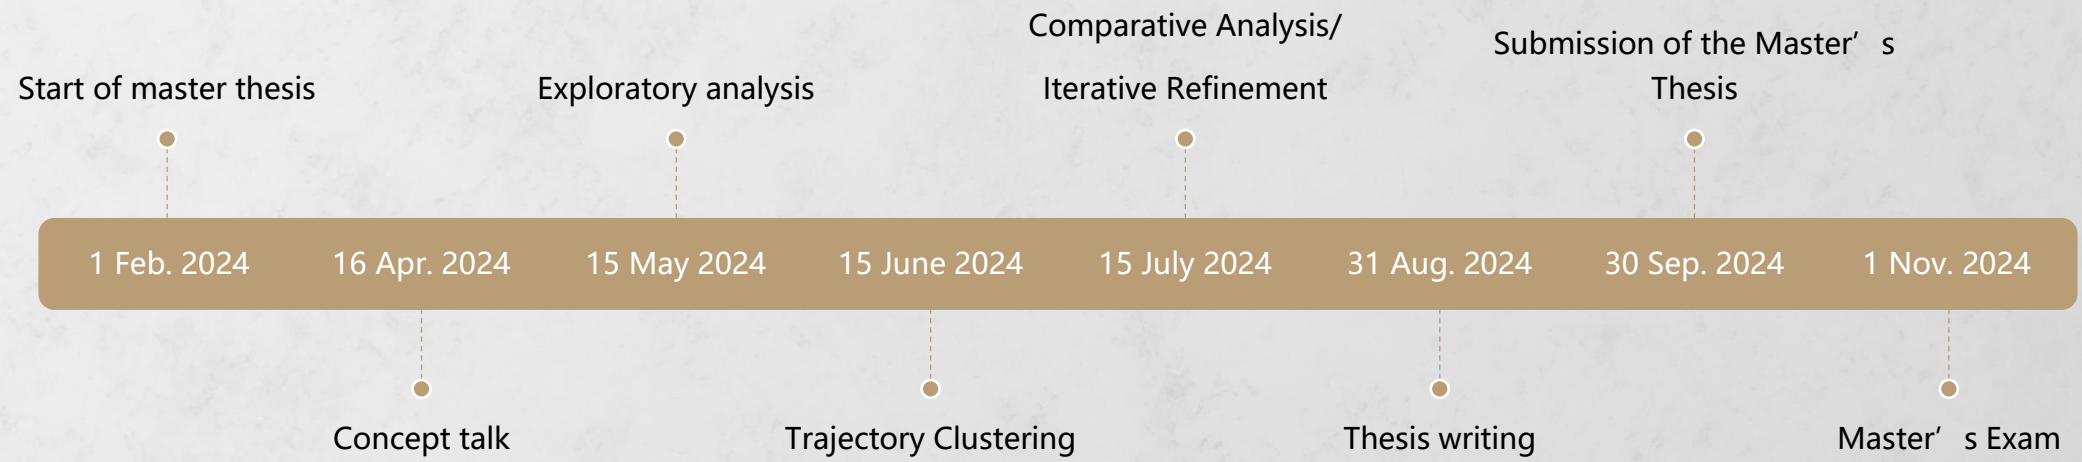 Comparative Analysis/
Submission of the Master’ s
Start of master thesis
Exploratory analysis
Iterative Refinement
Thesis
1 Feb. 2024
16 Apr. 2024
15 May 2024
15 June 2024
15 July 2024
31 Aug. 2024
30 Sep. 2024
1 Nov. 2024
Concept talk
Trajectory Clustering
Thesis writing
Master’ s Exam